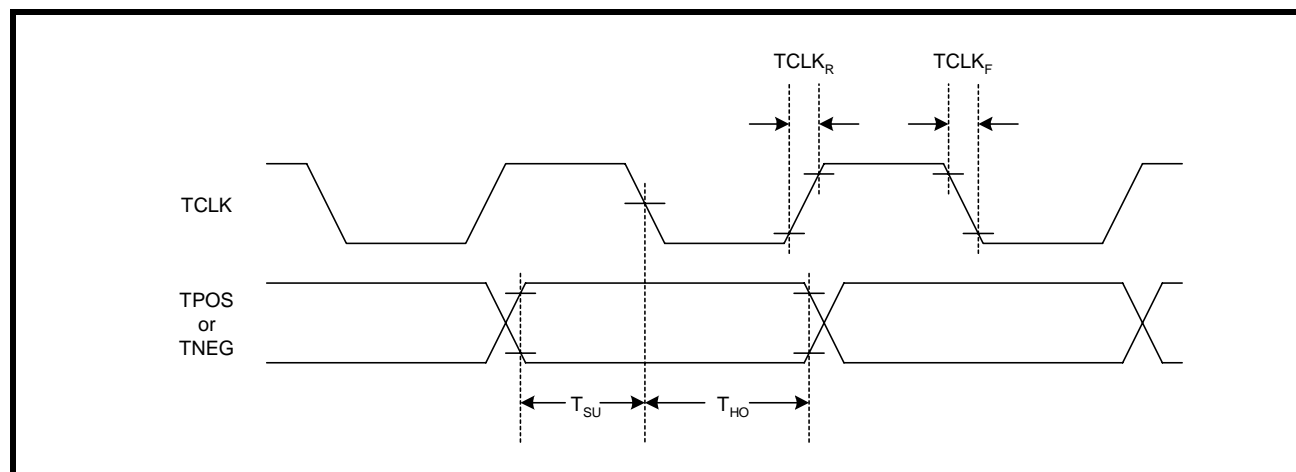 TCLKR
TCLKF
TCLK
TPOS
or
TNEG
TSU
THO